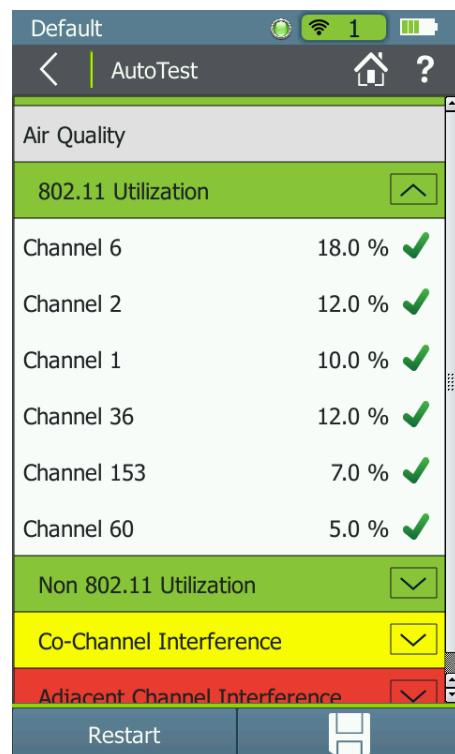 Default 1
AutoTest ?
Air Quality
802.11 Utilization
Channel 6 18.0 %
Channel 2 12.0 %
Channel 1 10.0 %
Channel 36 12.0 %
Channel 153 7.0 %
Channel 60 5.0 %
Non 802.11 Utilization
Co-Channel Interference
Adjacent Channel Interference
Restart